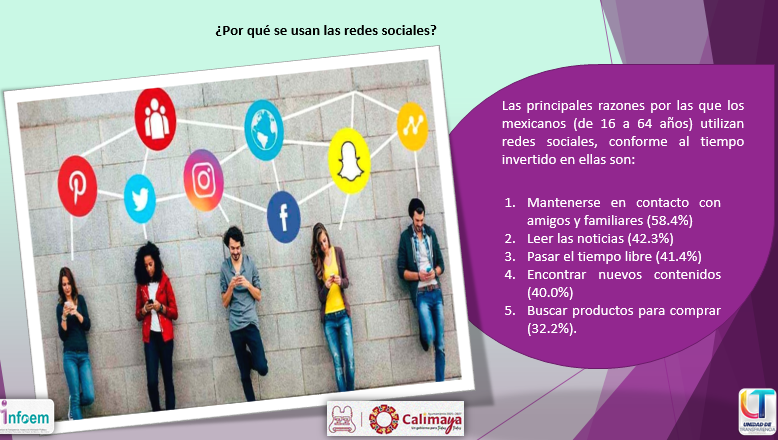 ¿Por qué se usan las redes sociales?
Las principales razones por las que los
mexicanos (de 16 a 64 años) utilizan
redes sociales, conforme al tiempo
invertido en ellas son:
1. Mantenerse en contacto con
amigos y familiares (58.4%)
2. Leer las noticias (42.3%)
3. Pasar el tiempo libre (41.4%)
4. Encontrar nuevos contenidos
(40.0%)
5. Buscar productos para comprar
(32.2%).
infoem
Calimaya
UNIDAD DE
TRANSPARENCIA